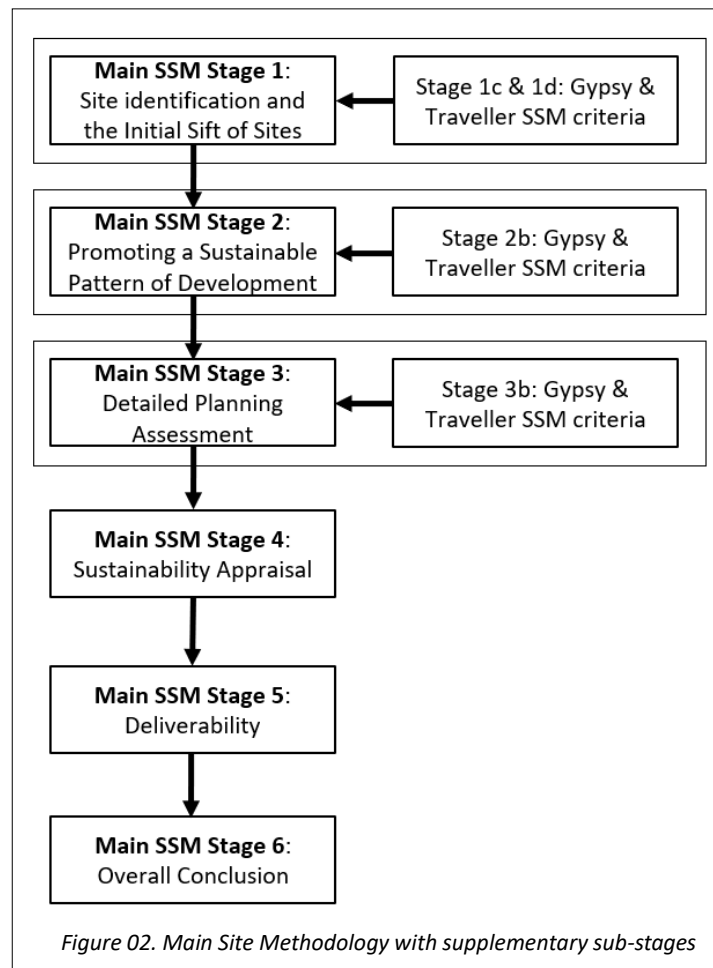 Main SSM Stage 1:
Site identification and
the Initial Sift of Sites
Stage 1c & 1d: Gypsy &
Traveller SSM criteria
Main SSM Stage 2:
Promoting a Sustainable
Pattern of Development
Stage 2b: Gypsy &
Traveller SSM criteria
Main SSM Stage 3:
Detailed Planning
Assessment
Stage 3b: Gypsy &
Traveller SSM criteria
Main SSM Stage 4:
Sustainability Appraisal
Main SSM Stage 5:
Deliverability
Main SSM Stage 6:
Overall Conclusion
Figure 02. Main Site Methodology with supplementary sub-stages